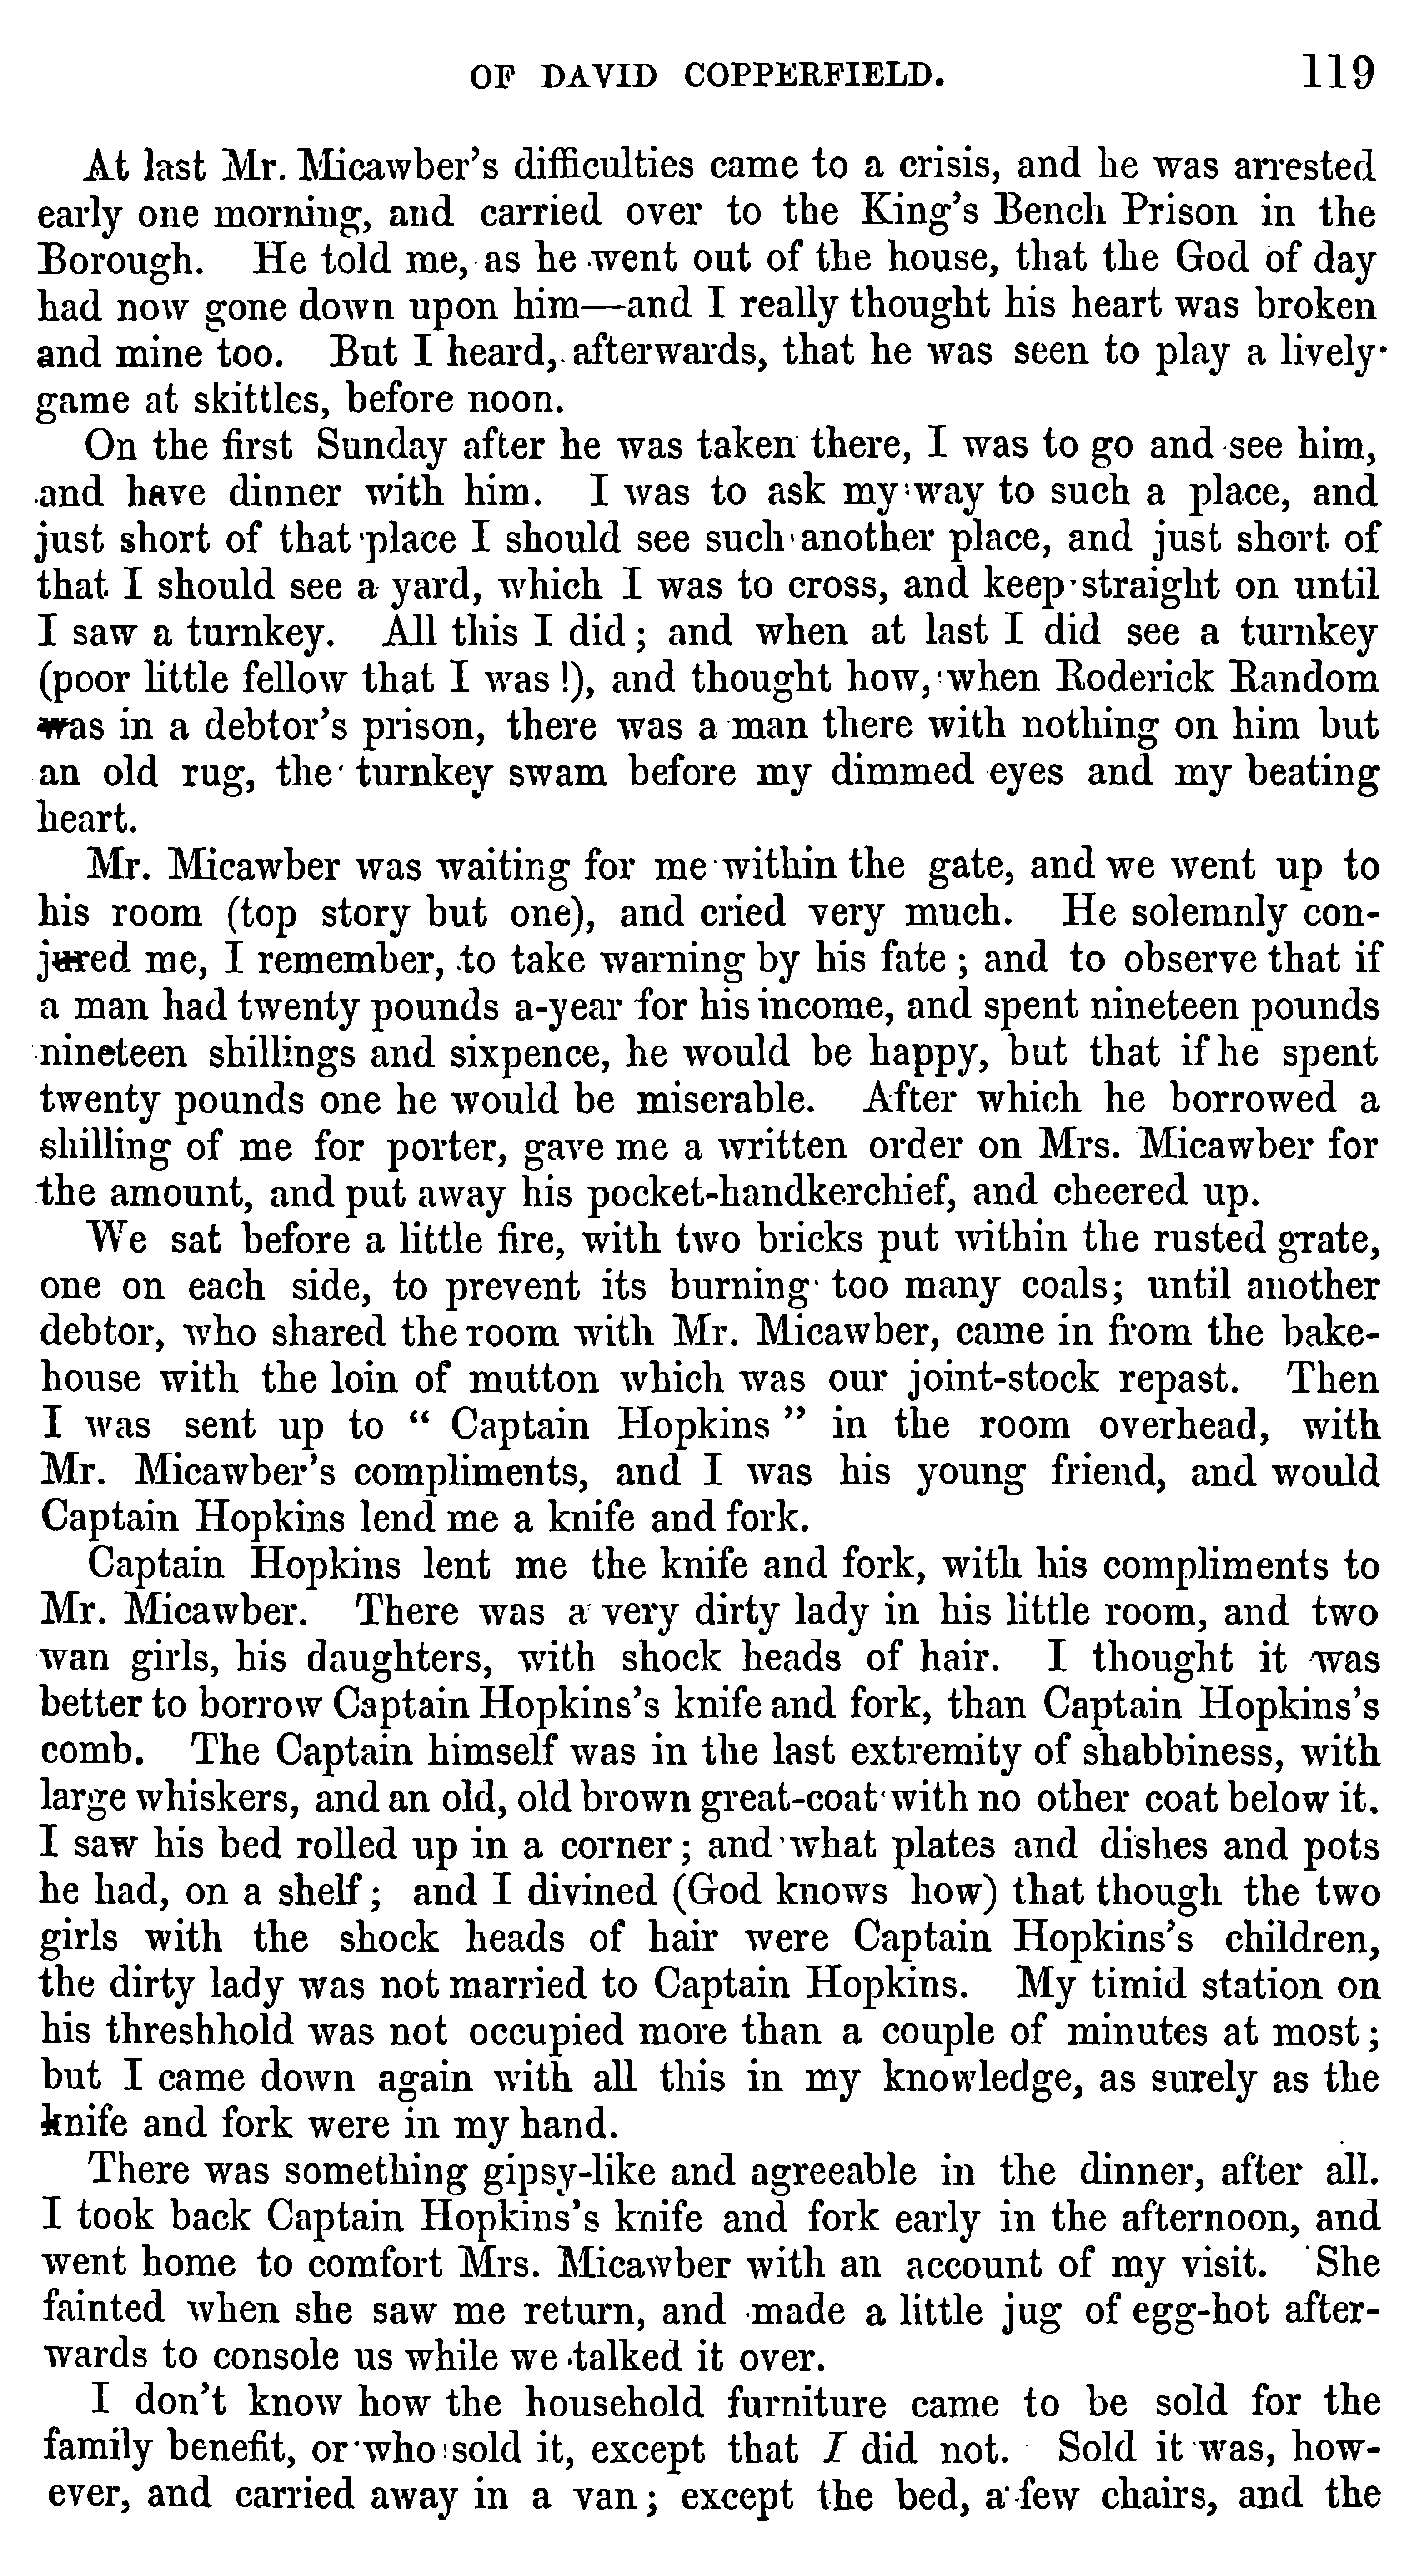 OF DAVID COPPERFIELD. 119
At last Mr. Micawber's difficulties came to a crisis, and he was arrested
early one morning, and carried over to the King's Bench Prison in the
Borough. He told me, as he went out of the house, that the God of day
had now gone down upon him—and I really thought his heart was broken
and mine too. But I heard, afterwards, that he was seen to play a lively
game at skittles, before noon.
On the first Sunday after he was taken there, I was to go and see him,
and have dinner with him. I was to ask my way to such a place, and
just short of that place I should see such another place, and just short of
that I should see a yard, which I was to cross, and keep straight on until
I saw a turnkey. All this I did; and when at last I did see a turnkey
(poor little fellow that I was!), and thought how, when Roderick Random
was in a debtor's prison, there was a man there with nothing on him but
an old rug, the turnkey swam before my dimmed eyes and my beating
heart.
Mr. Micawber was waiting for me within the gate, and we went up to
his room (top story but one), and cried very much. He solemnly con-
jured me, I remember, to take warning by his fate; and to observe that if
a man had twenty pounds a-year for his income, and spent nineteen pounds
nineteen shillings and sixpence, he would be happy, but that if he spent
twenty pounds one he would be miserable. After which he borrowed a
shilling of me for porter, gave me a written order on Mrs. Micawber for
the amount, and put away his pocket-handkerchief, and cheered up.
We sat before a little fire, with two bricks put within the rusted grate,
one on each side, to prevent its burning too many coals; until another
debtor, who shared the room with Mr. Micawber, came in from the bake-
house with the loin of mutton which was our joint-stock repast. Then
I was sent up to "Captain Hopkins" in the room overhead, with
Mr. Micawber's compliments, and I was his young friend, and would
Captain Hopkins lend me a knife and fork.
Captain Hopkins lent me the knife and fork, with his compliments to
Mr. Micawber. There was a very dirty lady in his little room, and two
wan girls, his daughters, with shock heads of hair. I thought it was
better to borrow Captain Hopkins's knife and fork, than Captain Hopkins's
comb. The Captain himself was in the last extremity of shabbiness, with
large whiskers, and an old, old brown great-coat with no other coat below it.
I saw his bed rolled up in a corner; and what plates and dishes and pots
he had, on a shelf; and I divined (God knows how) that though the two
girls with the shock heads of hair were Captain Hopkins's children,
the dirty lady was not married to Captain Hopkins. My timid station on
his threshhold was not occupied more than a couple of minutes at most;
but I came down again with all this in my knowledge, as surely as the
knife and fork were in my hand.
There was something gipsy-like and agreeable in the dinner, after all.
I took back Captain Hopkins's knife and fork early in the afternoon, and
went home to comfort Mrs. Micawber with an account of my visit. She
fainted when she saw me return, and made a little jug of egg-hot after-
wards to console us while we talked it over.
I don't know how the household furniture came to be sold for the
family benefit, or who sold it, except that I did not. Sold it was, how-
ever, and carried away in a van; except the bed, a few chairs, and the